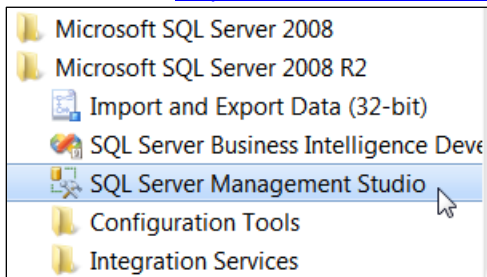 Microsoft SQL Server 2008
Microsoft SQL Server 2008 R2
Import and Export Data (32-bit)
SQL Server Business Intelligence Deve
SQL Server Management Studio
Configuration Tools
Integration Services